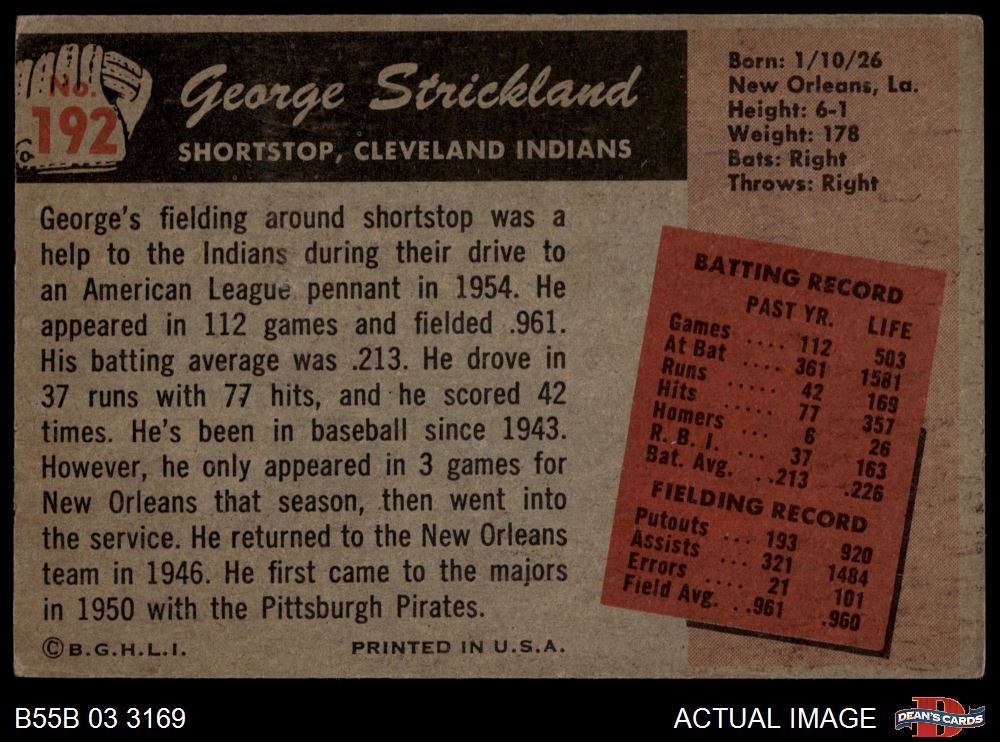 No.
192
George Strickland
SHORTSTOP, CLEVELAND INDIANS
Born: 1/10/26
New Orleans, La.
Height: 6-1
Weight: 178
Bats: Right
Throws: Right
George's fielding around shortstop was a
help to the Indians during their drive to
an American League pennant in 1954. He
appeared in 112 games and fielded .961.
His batting average was .213. He drove in
37 runs with 77 hits, and he scored 42
times. He's been in baseball since 1943.
However, he only appeared in 3 games for
New Orleans that season, then went into
the service. He returned to the New Orleans
team in 1946. He first came to the majors
in 1950 with the Pittsburgh Pirates.
BATTING RECORD
PAST YR. LIFE
Games .... 112 503
At Bat .... 361 1581
Runs ..... 42 169
Hits ..... 77 357
Homers ... 6 26
R. B. I. ... 37 163
Bat. Avg. ..213 .226
FIELDING RECORD
Putouts ... 193 920
Assists ... 321 1484
Errors .... 21 101
Field Avg. ..961 .960
©B.G.H.L.I. PRINTED IN U.S.A.
B55B 03 3169
ACTUAL IMAGE
D
DEAN'S CARDS